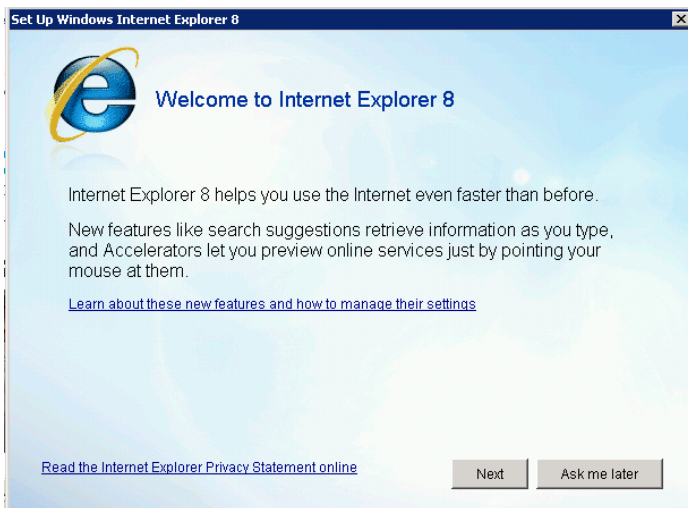 Set Up Windows Internet Explorer 8
Welcome to Internet Explorer 8
Internet Explorer 8 helps you use the Internet even faster than before.
New features like search suggestions retrieve information as you type,
and Accelerators let you preview online services just by pointing your
mouse at them.
Learn about these new features and how to manage their settings
Read the Internet Explorer Privacy Statement online
Next
Ask me later